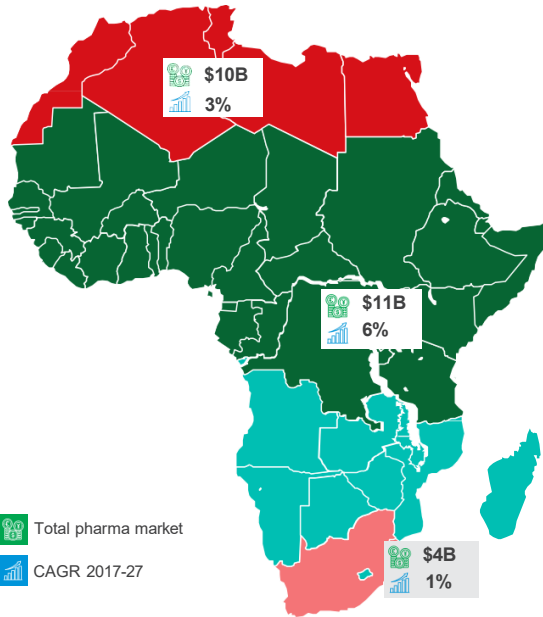 $10B
3%
$11B
6%
Total pharma market
$4B
CAGR 2017-27
1%